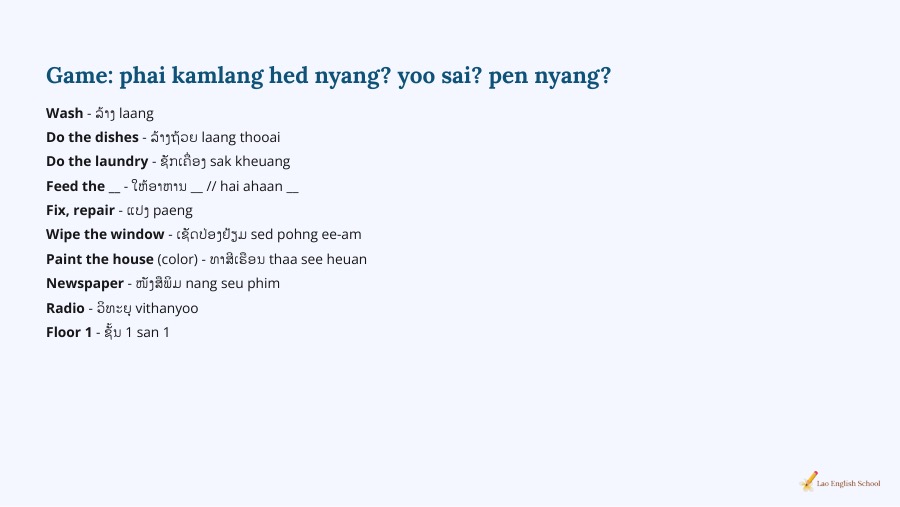 Game: phai kamlang hed nyang? yoo sai? pen nyang?
Wash - ລ້າງ laang
Do the dishes - ລ້າງຖ້ວຍ laang thooai
Do the laundry - ຊັກເຄື່ອງ sak kheuang
Feed the __ - ໃຫ້ອາຫານ __ // hai ahaan __
Fix, repair - ແປງ paeng
Wipe the window - ເຊັດປ່ອງຢ້ຽມ sed pohng ee-am
Paint the house (color) - ທາສີເຮືອນ thaa see heuan
Newspaper - ໜັງສືພິມ nang seu phim
Radio - ວິທະຍຸ vithanyoo
Floor 1 - ຊັ້ນ 1 san 1
Lao English School